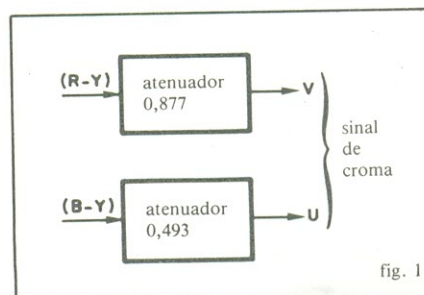 (R-Y)
atenuador
0,877
V
sinal
de
croma
(B-Y)
atenuador
0,493
U
fig. 1